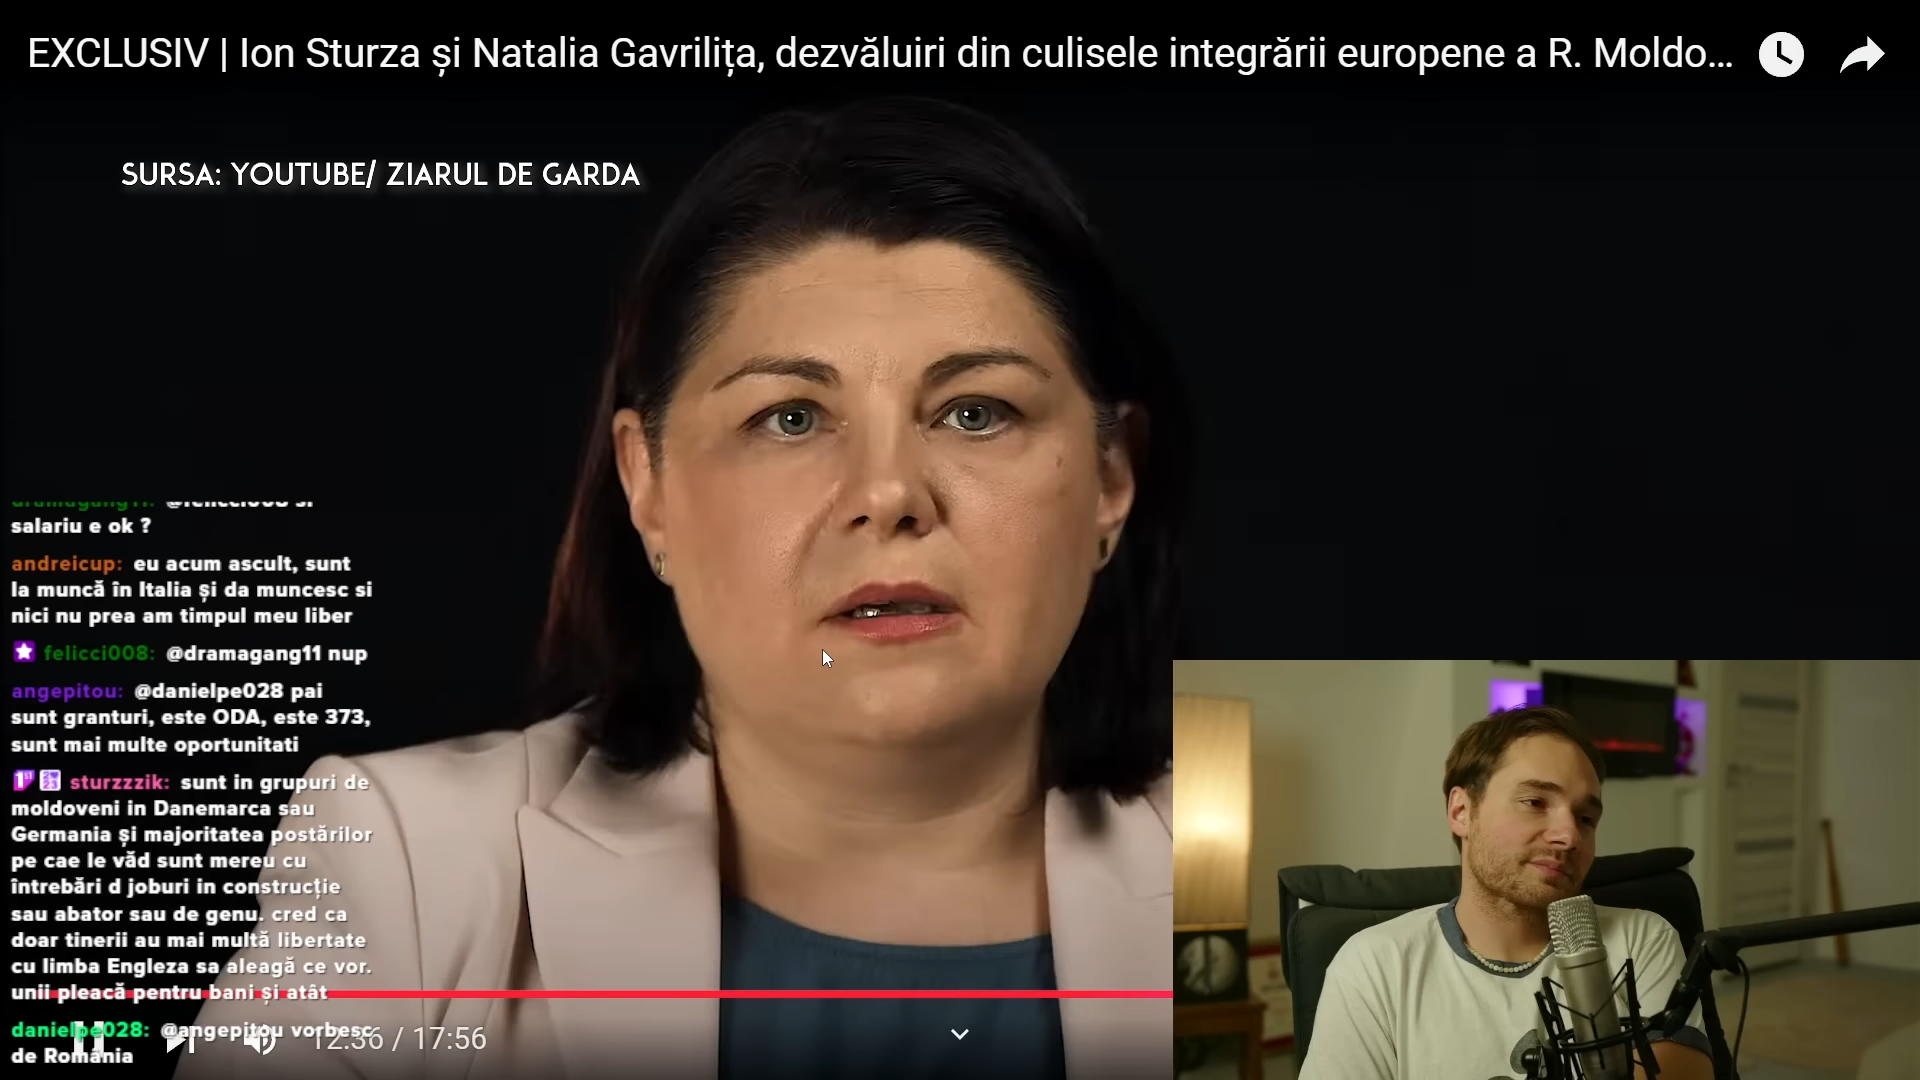 EXCLUSIV | Ion Sturza și Natalia Gavrilița, dezvăluiri din culisele integrării europene a R. Moldo...
SURSA: YOUTUBE/ ZIARUL DE GARDA
salariu e ok ?
andreicup: eu acum ascult, sunt
la muncă în Italia și da muncesc si
nici nu prea am timpul meu liber
felicci008: @dramagang11 nup
angepitou: @danielpe028 pai
sunt granturi, este ODA, este 373,
sunt mai multe oportunitati
sturzzzik: sunt in grupuri de
moldoveni in Danemarca sau
Germania și majoritatea postărilor
pe cae le văd sunt mereu cu
întrebări d joburi in construcție
sau abator sau de genu. cred ca
doar tinerii au mai multă libertate
cu limba Engleza sa aleagă ce vor.
unii pleacă pentru bani și atât
danielpe028: @angepitou vorbesc
de România
12:36 / 17:56